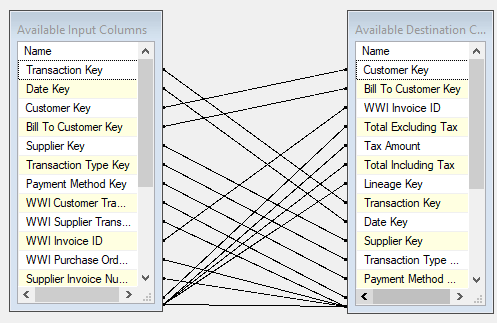 Available Input Columns
Name
Transaction Key
Date Key
Customer Key
Bill To Customer Key
Supplier Key
Transaction Type Key
Payment Method Key
WWI Customer Tra...
WWI Supplier Trans...
WWI Invoice ID
WWI Purchase Ord...
Supplier Invoice Nu...
Available Destination C...
Name
Customer Key
Bill To Customer Key
WWI Invoice ID
Total Excluding Tax
Tax Amount
Total Including Tax
Lineage Key
Transaction Key
Date Key
Supplier Key
Transaction Type ...
Payment Method ...